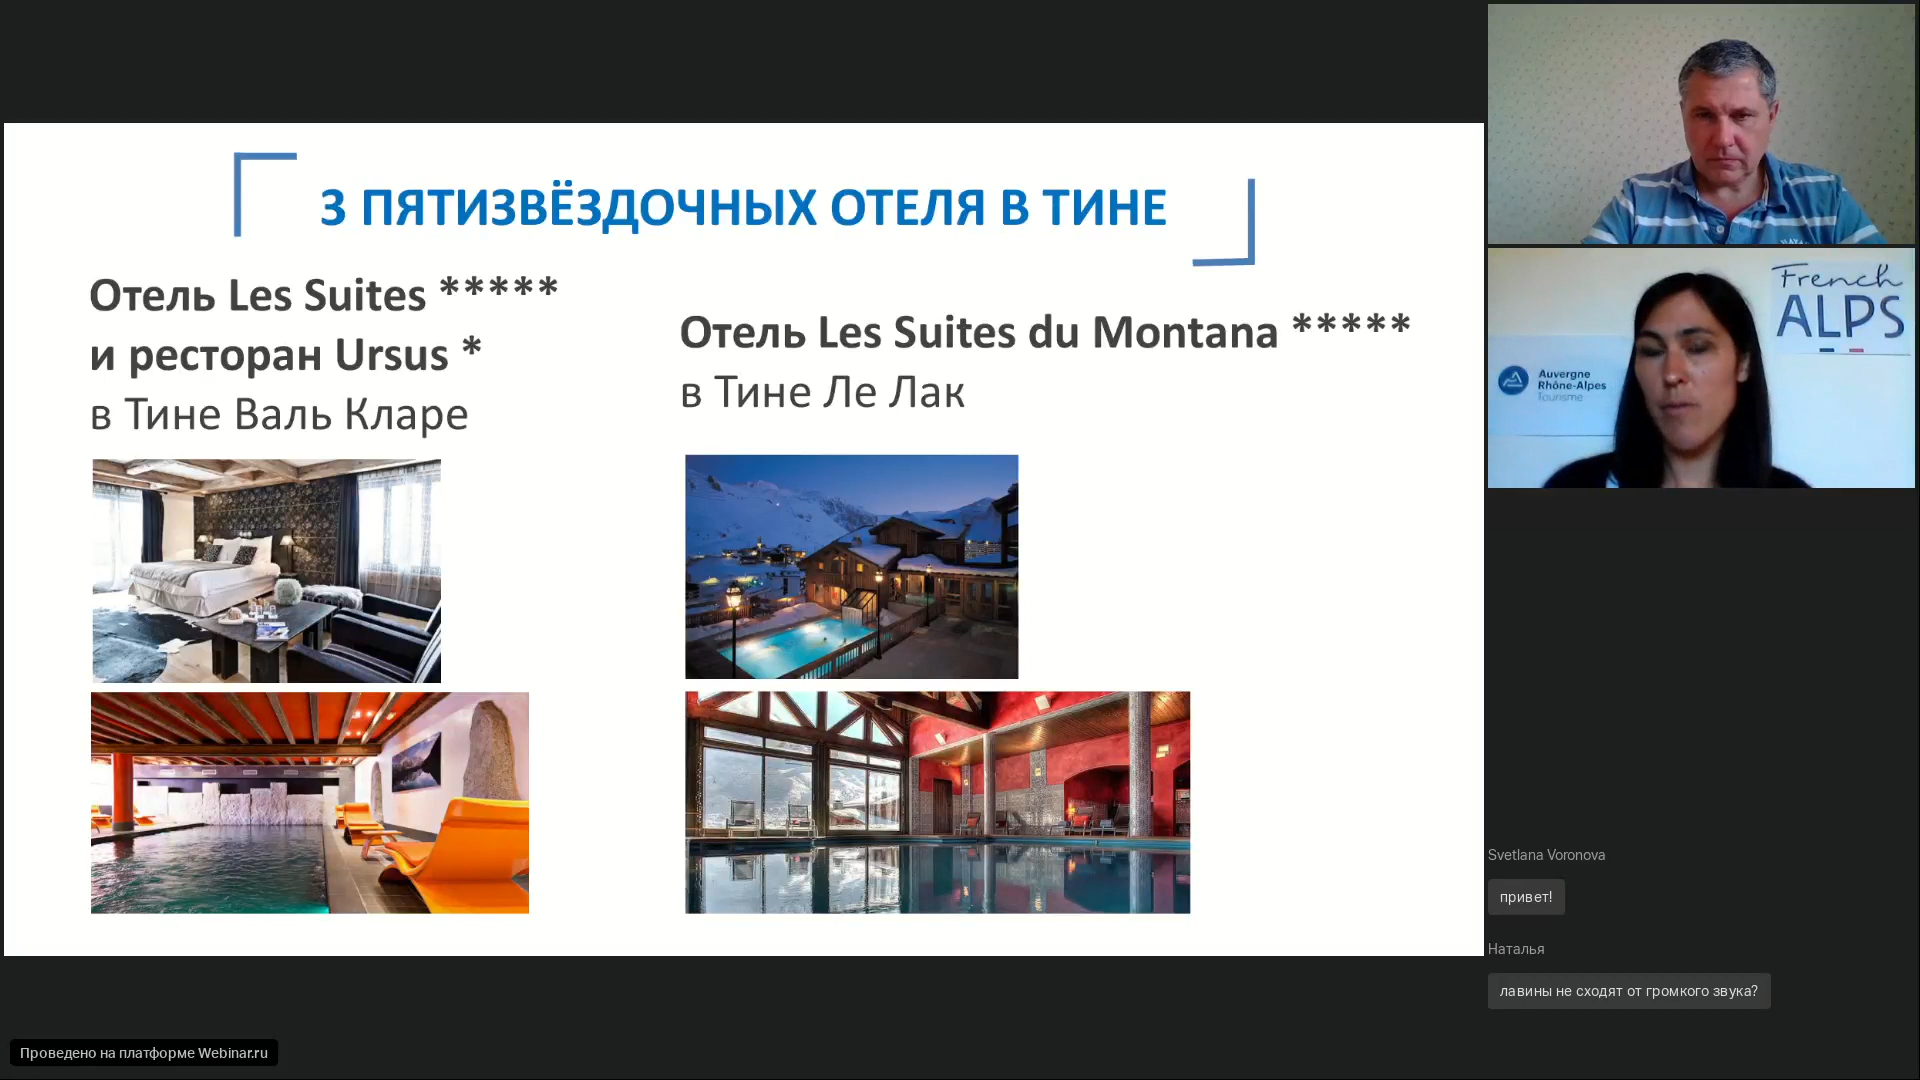 3 ПЯТИЗВЁЗДОЧНЫХ ОТЕЛЯ В ТИНЕ
Отель Les Suites *****
и ресторан Ursus *
в Тине Валь Кларе
Отель Les Suites du Montana *****
в Тине Ле Лак
French
ALPS
Auvergne
Rhône-Alpes
Tourisme
Svetlana Voronova
привет!
Наталья
лавины не сходят от громкого звука?
Проведено на платформе Webinar.ru